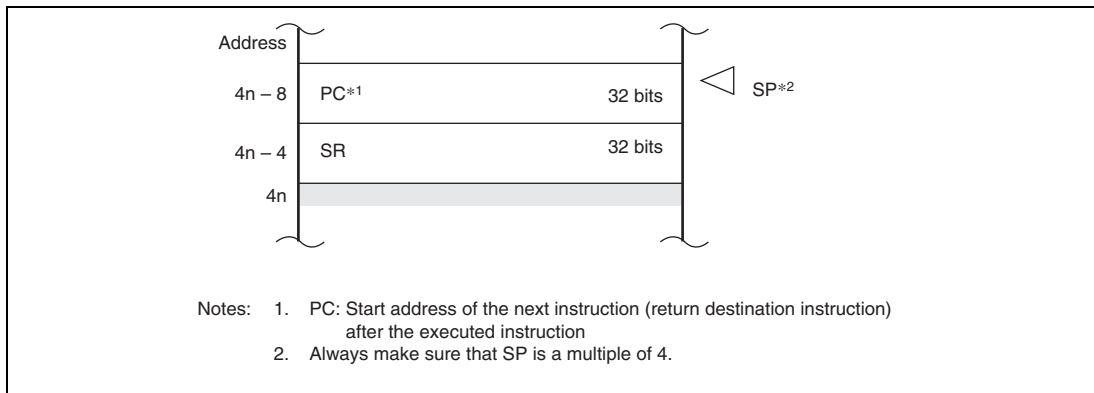 Address
4n – 8 PC*1 32 bits SP*2
4n – 4 SR 32 bits
4n
Notes: 1. PC: Start address of the next instruction (return destination instruction)
after the executed instruction
2. Always make sure that SP is a multiple of 4.